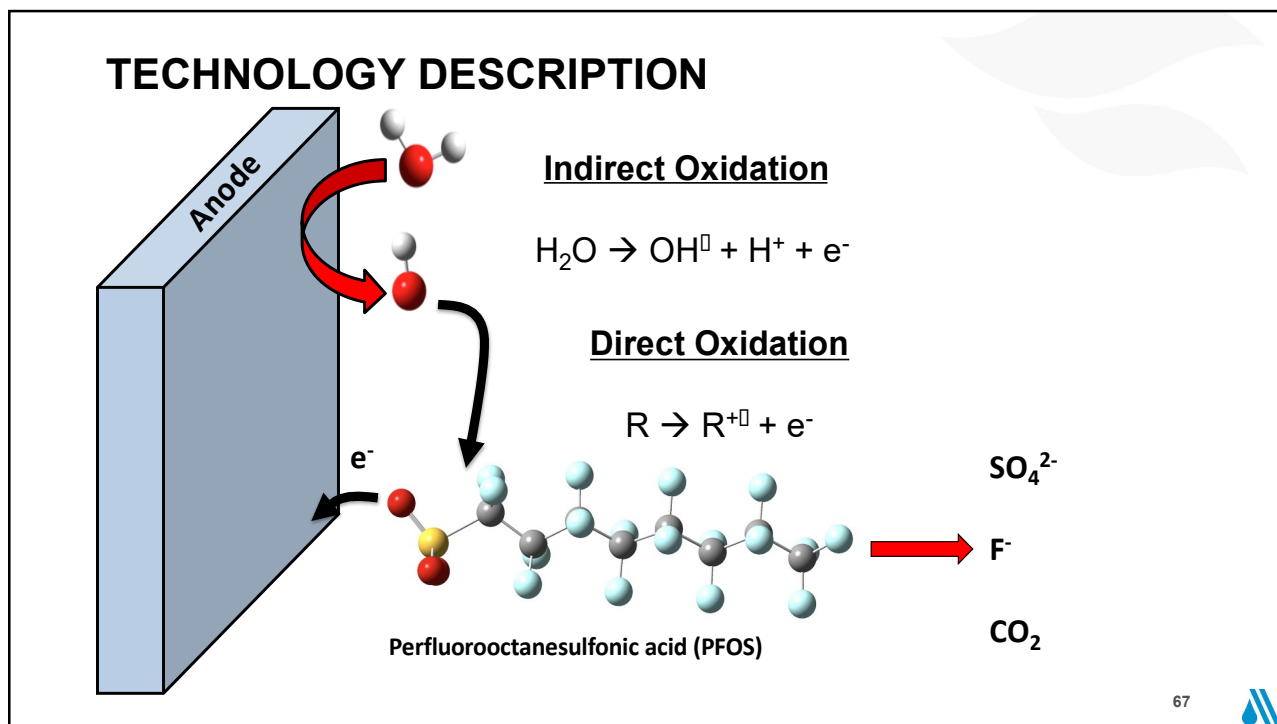 TECHNOLOGY DESCRIPTION
Anode
Indirect Oxidation
H₂O → OH▯ + H⁺ + e⁻
Direct Oxidation
R → R⁺▯ + e⁻
e⁻
SO₄²⁻
F⁻
CO₂
Perfluorooctanesulfonic acid (PFOS)
67